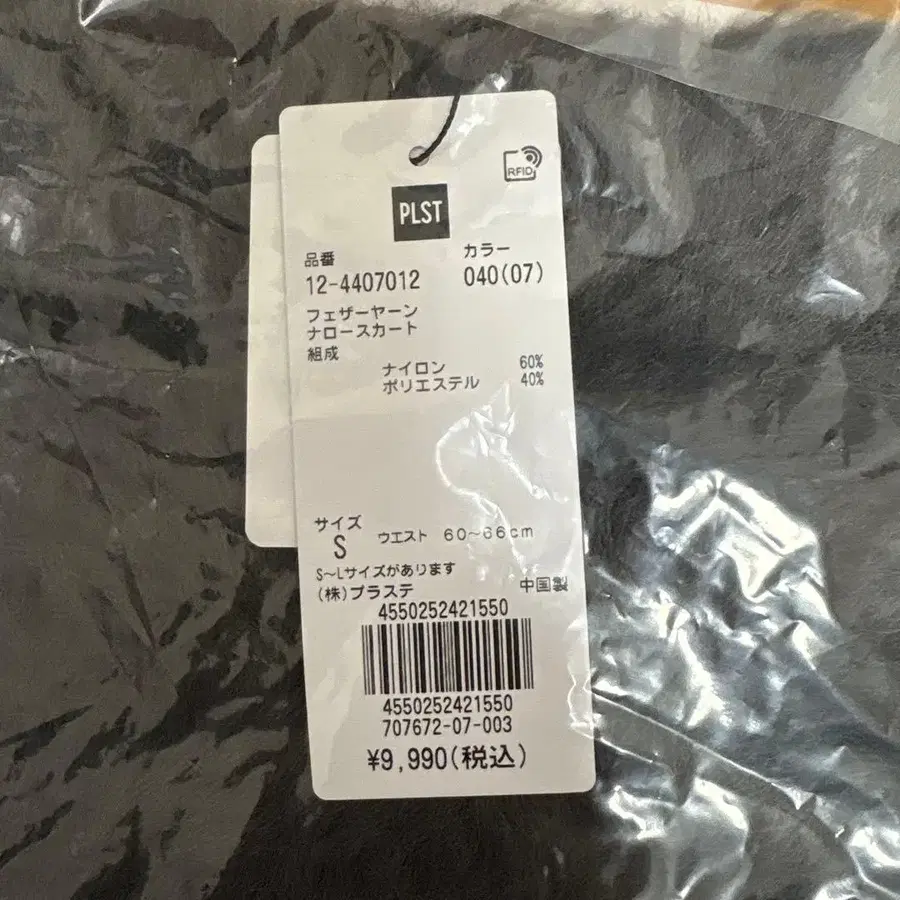 RFID
PLST
品番 カラー
12-4407012 040(07)
フェザーヤーン
ナロースカート
組成
ナイロン 60%
ポリエステル 40%
サイズ
S ウエスト 60~66cm
S~Lサイズがあります
(株)プラステ 中国製
4550252421550
4550252421550
707672-07-003
¥9,990(税込)